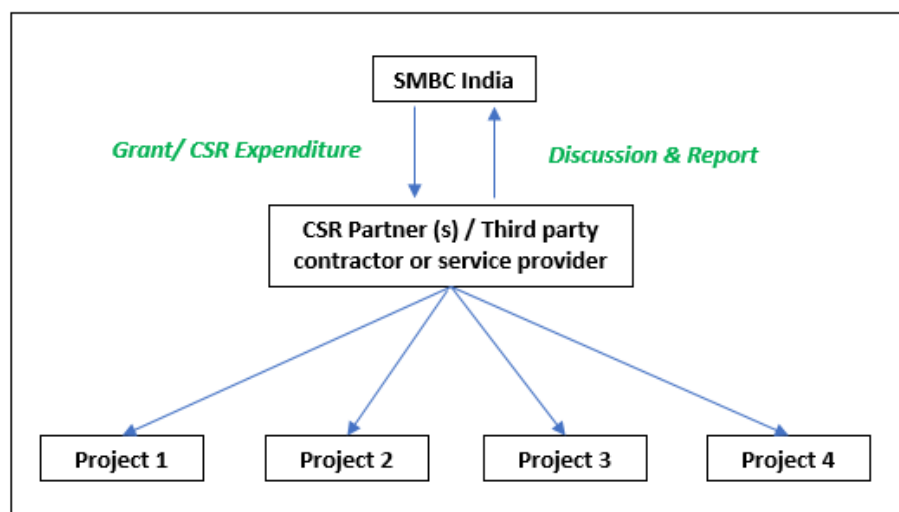 SMBC India
Grant/ CSR Expenditure
Discussion & Report
CSR Partner (s) / Third party
contractor or service provider
Project 1
Project 2
Project 3
Project 4